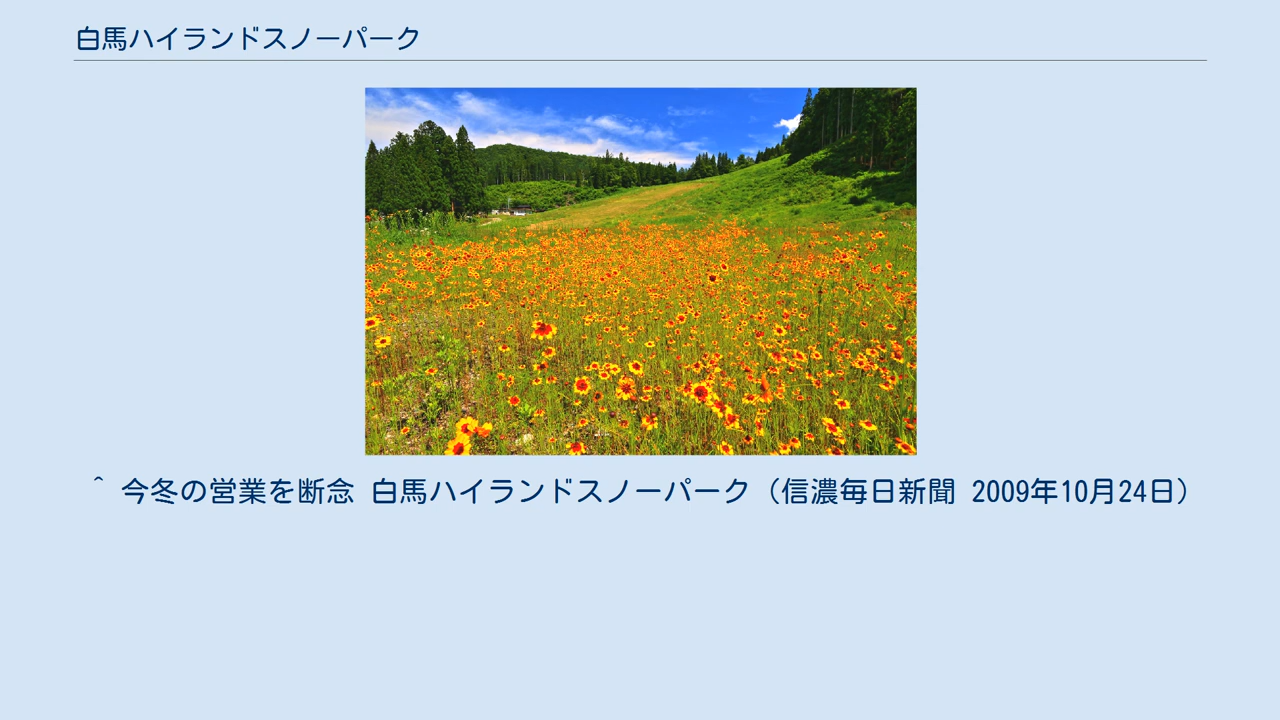 白馬ハイランドスノーパーク
^ 今冬の営業を断念 白馬ハイランドスノーパーク（信濃毎日新聞 2009年10月24日）